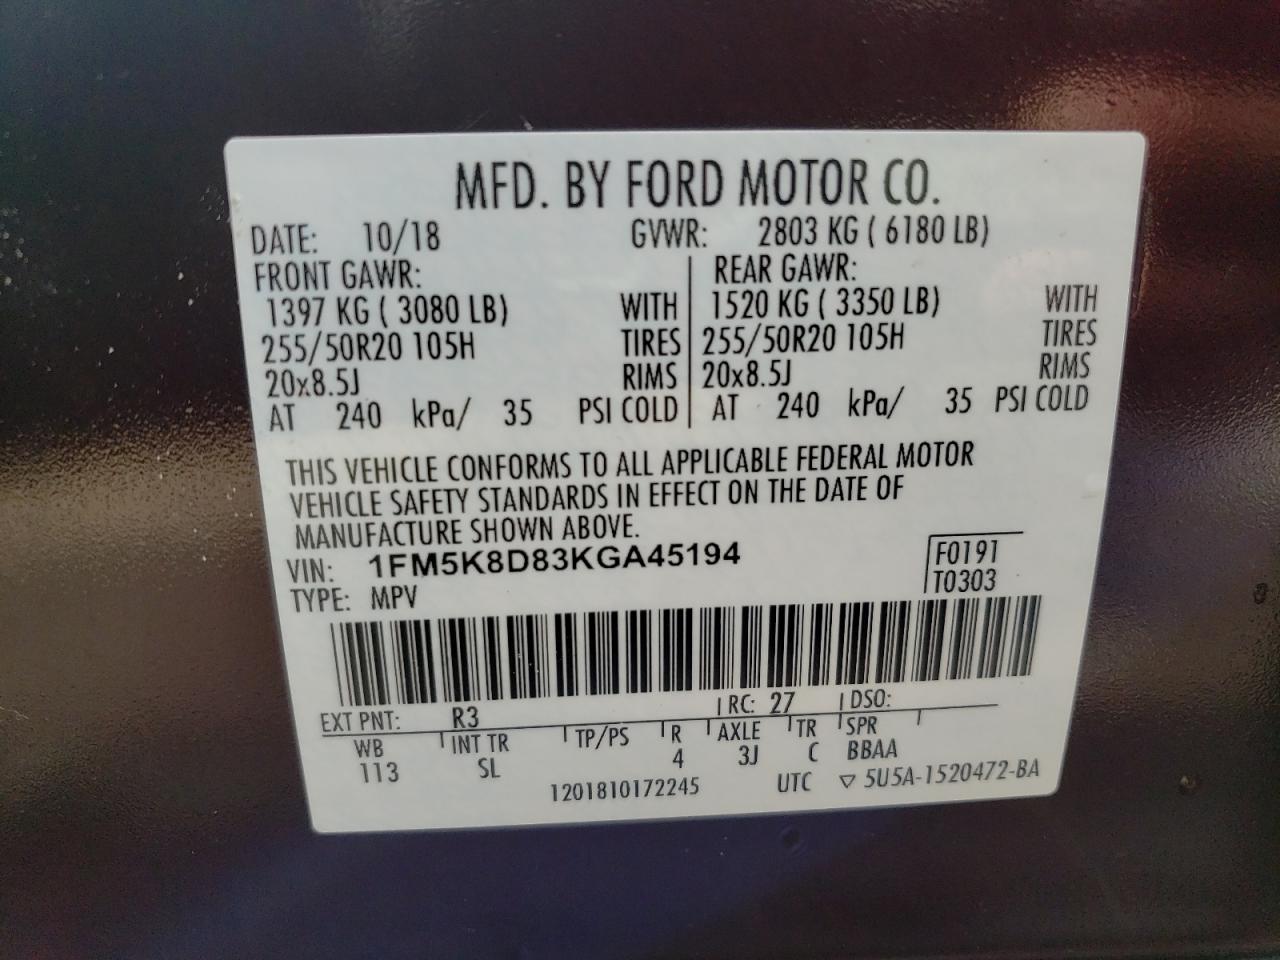 MFD. BY FORD MOTOR CO.
DATE: 10/18 GVWR: 2803 KG ( 6180 LB)
FRONT GAWR: REAR GAWR:
1397 KG ( 3080 LB) WITH 1520 KG ( 3350 LB) WITH
255/50R20 105H TIRES 255/50R20 105H TIRES
20x8.5J RIMS 20x8.5J RIMS
AT 240 kPa/ 35 PSI COLD AT 240 kPa/ 35 PSI COLD
THIS VEHICLE CONFORMS TO ALL APPLICABLE FEDERAL MOTOR
VEHICLE SAFETY STANDARDS IN EFFECT ON THE DATE OF
MANUFACTURE SHOWN ABOVE.
VIN: 1FM5K8D83KGA45194 F0191
TYPE: MPV T0303
EXT PNT: R3 RC: 27 DSO:
WB INT TR TP/PS R AXLE TR SPR
113 SL 4 3J C BBAA
1201810172245 UTC ▽ 5U5A-1520472-BA